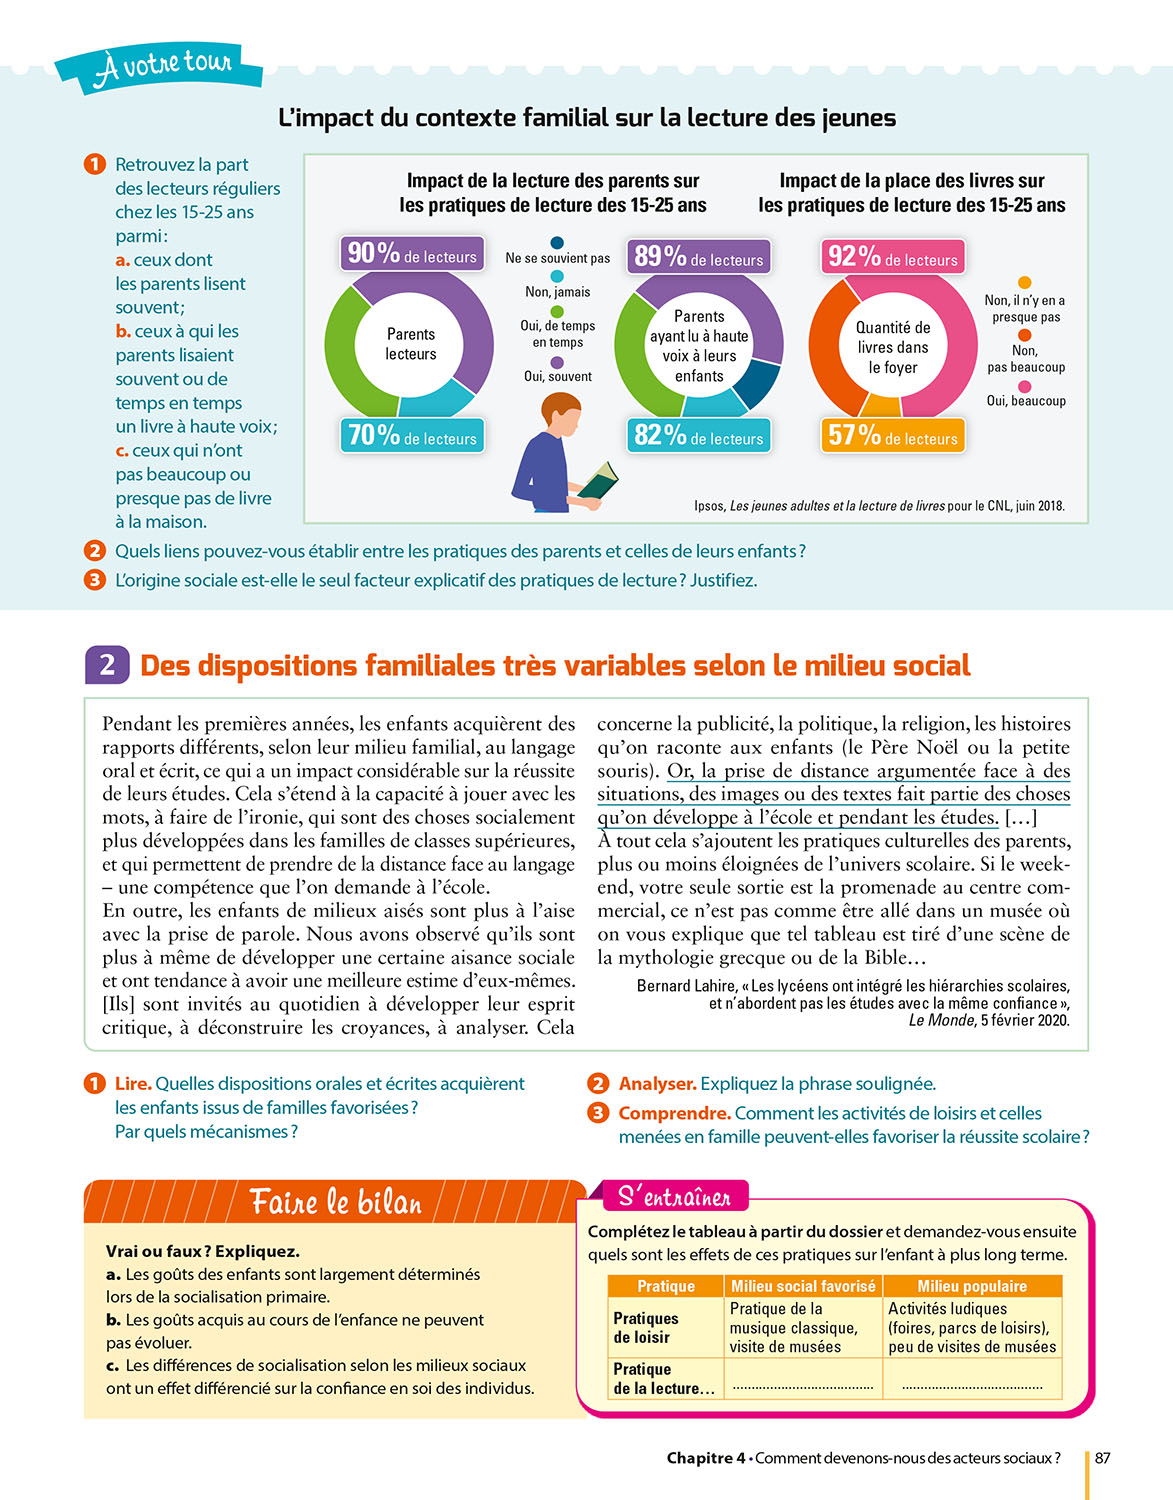 À votre tour
L'impact du contexte familial sur la lecture des jeunes
1 Retrouvez la part
des lecteurs réguliers
chez les 15-25 ans
parmi :
a. ceux dont
les parents lisent
souvent ;
b. ceux à qui les
parents lisaient
souvent ou de
temps en temps
un livre à haute voix ;
c. ceux qui n'ont
pas beaucoup ou
presque pas de livre
à la maison.
Impact de la lecture des parents sur
les pratiques de lecture des 15-25 ans
90 % de lecteurs
Parents
lecteurs
70 % de lecteurs
Ne se souvient pas
Non, jamais
Oui, de temps
en temps
Oui, souvent
89 % de lecteurs
Parents
ayant lu à haute
voix à leurs
enfants
82 % de lecteurs
Impact de la place des livres sur
les pratiques de lecture des 15-25 ans
92 % de lecteurs
Quantité de
livres dans
le foyer
57 % de lecteurs
Non, il n'y en a
presque pas
Non,
pas beaucoup
Oui, beaucoup
Ipsos, Les jeunes adultes et la lecture de livres pour le CNL, juin 2018.
2 Quels liens pouvez-vous établir entre les pratiques des parents et celles de leurs enfants ?
3 L'origine sociale est-elle le seul facteur explicatif des pratiques de lecture ? Justifiez.
2 Des dispositions familiales très variables selon le milieu social
Pendant les premières années, les enfants acquièrent des
rapports différents, selon leur milieu familial, au langage
oral et écrit, ce qui a un impact considérable sur la réussite
de leurs études. Cela s'étend à la capacité à jouer avec les
mots, à faire de l'ironie, qui sont des choses socialement
plus développées dans les familles de classes supérieures,
et qui permettent de prendre de la distance face au langage
– une compétence que l'on demande à l'école.
En outre, les enfants de milieux aisés sont plus à l'aise
avec la prise de parole. Nous avons observé qu'ils sont
plus à même de développer une certaine aisance sociale
et ont tendance à avoir une meilleure estime d'eux-mêmes.
[Ils] sont invités au quotidien à développer leur esprit
critique, à déconstruire les croyances, à analyser. Cela
concerne la publicité, la politique, la religion, les histoires
qu'on raconte aux enfants (le Père Noël ou la petite
souris). Or, la prise de distance argumentée face à des
situations, des images ou des textes fait partie des choses
qu'on développe à l'école et pendant les études. […]
À tout cela s'ajoutent les pratiques culturelles des parents,
plus ou moins éloignées de l'univers scolaire. Si le week-
end, votre seule sortie est la promenade au centre com-
mercial, ce n'est pas comme être allé dans un musée où
on vous explique que tel tableau est tiré d'une scène de
la mythologie grecque ou de la Bible…
Bernard Lahire, « Les lycéens ont intégré les hiérarchies scolaires,
et n'abordent pas les études avec la même confiance »,
Le Monde, 5 février 2020.
1 Lire. Quelles dispositions orales et écrites acquièrent
les enfants issus de familles favorisées ?
Par quels mécanismes ?
2 Analyser. Expliquez la phrase soulignée.
3 Comprendre. Comment les activités de loisirs et celles
menées en famille peuvent-elles favoriser la réussite scolaire ?
Faire le bilan
Vrai ou faux ? Expliquez.
a. Les goûts des enfants sont largement déterminés
lors de la socialisation primaire.
b. Les goûts acquis au cours de l'enfance ne peuvent
pas évoluer.
c. Les différences de socialisation selon les milieux sociaux
ont un effet différencié sur la confiance en soi des individus.
S'entraîner
Complétez le tableau à partir du dossier et demandez-vous ensuite
quels sont les effets de ces pratiques sur l'enfant à plus long terme.
Pratique Milieu social favorisé Milieu populaire
Pratiques
de loisir
Pratique de la
musique classique,
visite de musées
Activités ludiques
(foires, parcs de loisirs),
peu de visites de musées
Pratique
de la lecture… ...................................... ......................................
Chapitre 4 • Comment devenons-nous des acteurs sociaux ? 87